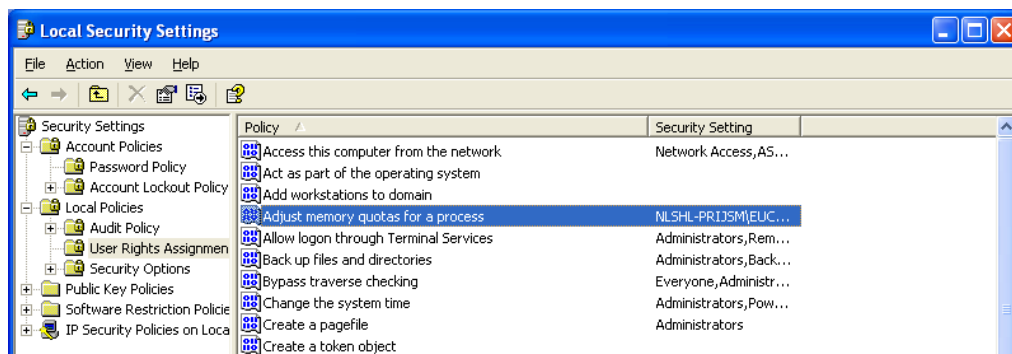 Local Security Settings
File Action View Help
Security Settings
Account Policies
Password Policy
Account Lockout Policy
Local Policies
Audit Policy
User Rights Assignmen
Security Options
Public Key Policies
Software Restriction Policie
IP Security Policies on Loca
Policy Security Setting
Access this computer from the network Network Access,AS...
Act as part of the operating system
Add workstations to domain
Adjust memory quotas for a process NLSHL-PRIJSM\EUC...
Allow logon through Terminal Services Administrators,Rem...
Back up files and directories Administrators,Back...
Bypass traverse checking Everyone,Administr...
Change the system time Administrators,Pow...
Create a pagefile Administrators
Create a token object